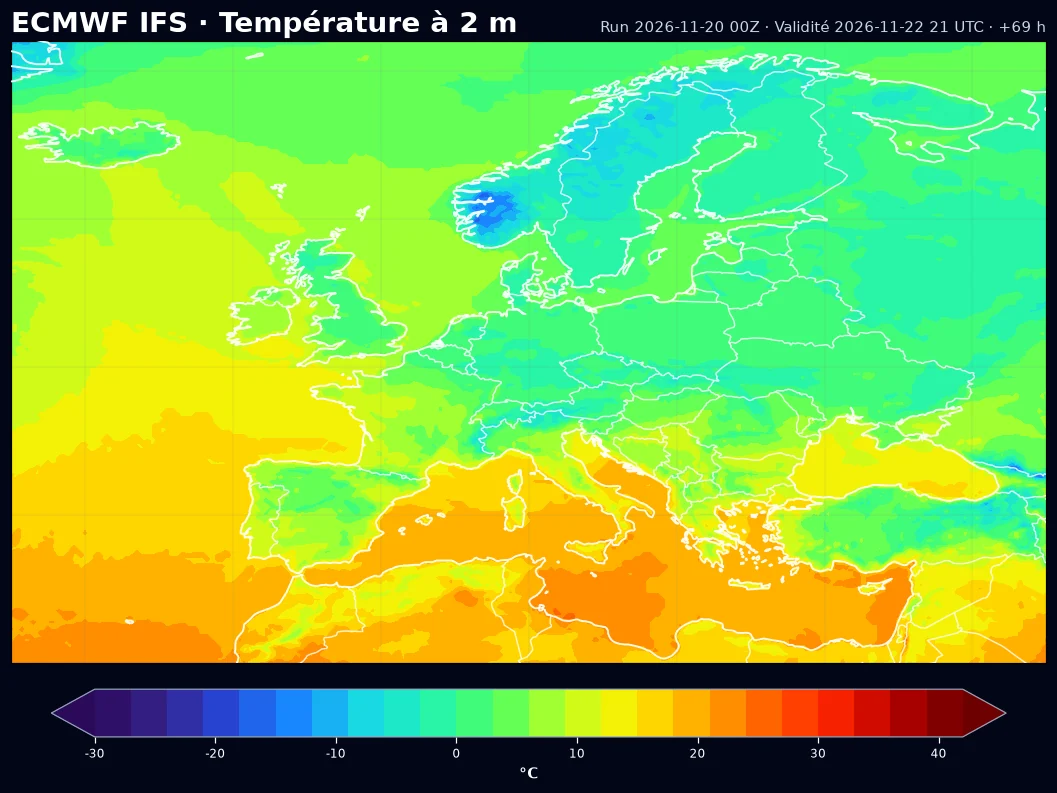 ECMWF IFS · Température à 2 m
Run 2026-11-20 00Z · Validité 2026-11-22 21 UTC · +69 h
-30 -20 -10 0 10 20 30 40
°C